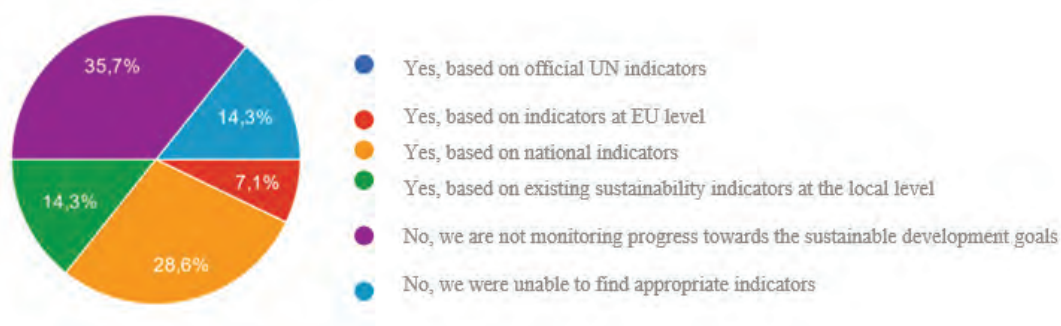 35,7%
14,3%
7,1%
28,6%
14,3%
Yes, based on official UN indicators
Yes, based on indicators at EU level
Yes, based on national indicators
Yes, based on existing sustainability indicators at the local level
No, we are not monitoring progress towards the sustainable development goals
No, we were unable to find appropriate indicators